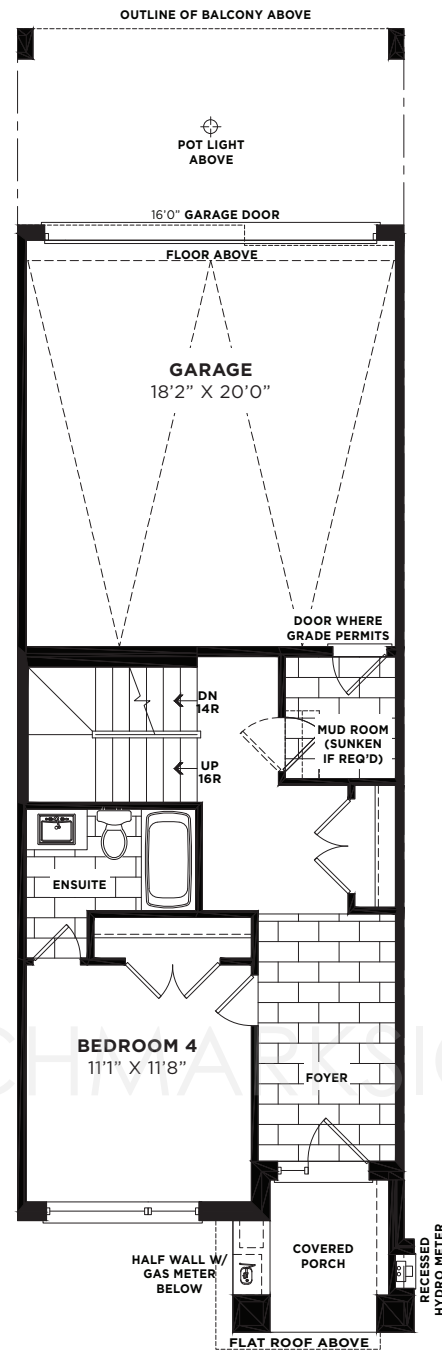 OUTLINE OF BALCONY ABOVE
POT LIGHT
ABOVE
16'0" GARAGE DOOR
FLOOR ABOVE
GARAGE
18'2" X 20'0"
DOOR WHERE
GRADE PERMITS
DN
14R
MUD ROOM
(SUNKEN
IF REQ'D)
UP
16R
ENSUITE
BEDROOM 4
11'1" X 11'8"
FOYER
COVERED
PORCH
HALF WALL W/
GAS METER
BELOW
RECESSED
HYDRO METER
FLAT ROOF ABOVE